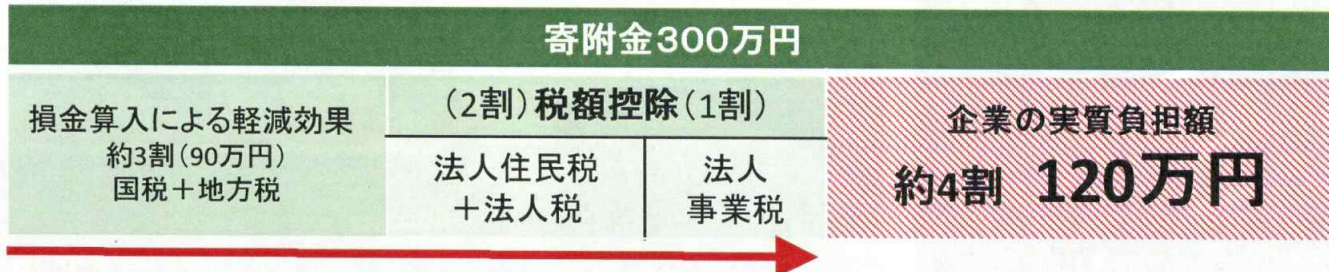 寄附金300万円
損金算入による軽減効果
約3割(90万円)
国税+地方税
(2割)税額控除(1割)
法人住民税
+法人税
法人
事業税
企業の実質負担額
約4割 120万円